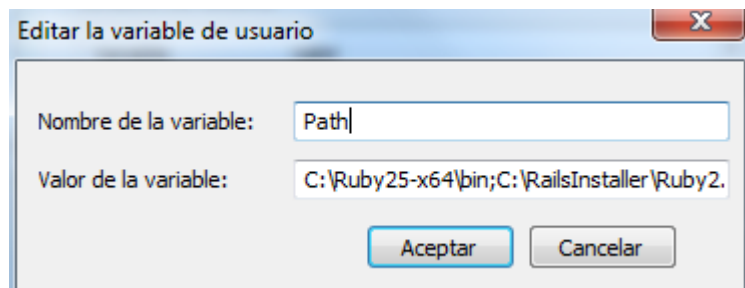 Editar la variable de usuario
Nombre de la variable: Path
Valor de la variable: C:\Ruby25-x64\bin;C:\RailsInstaller\Ruby2.
Aceptar Cancelar